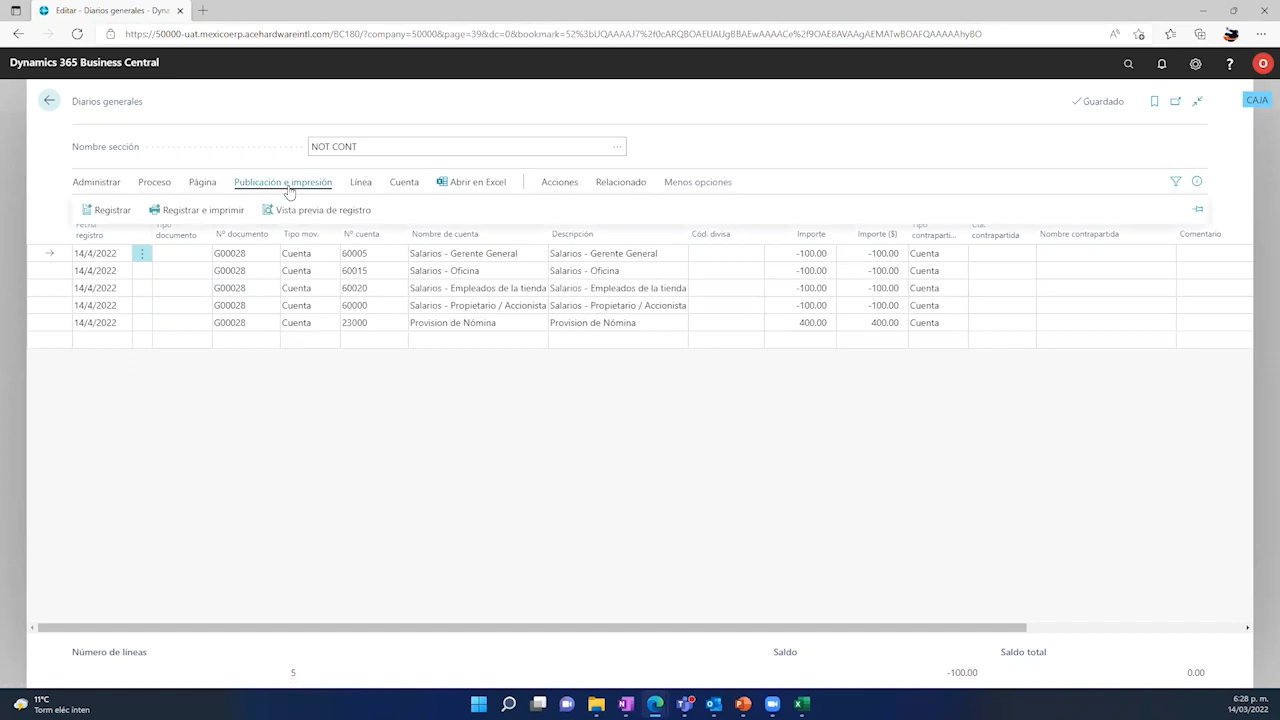 Editar - Diarios generales - Dyna
https://50000-uat.mexicoerp.acehardwareintl.com/BC180/?company=50000&page=39&dc=0&bookmark=52%3bUQAAAAJ7%2f0cARQBOAEUAUgBBAEwAAAACe%2f9OAE8AVAAgAEMATwBOAFQAAAAAhyBO
Dynamics 365 Business Central
Diarios generales
Guardado
CAJA
Nombre sección
NOT CONT
Administrar Proceso Página Publicación e impresión Línea Cuenta Abrir en Excel Acciones Relacionado Menos opciones
Registrar Registrar e imprimir Vista previa de registro
Fecha registro Tipo documento Nº documento Tipo mov. Nº cuenta Nombre de cuenta Descripción Cód. divisa Importe Importe ($) Tipo contraparti... Cta. contrapartida Nombre contrapartida Comentario
14/4/2022 G00028 Cuenta 60005 Salarios - Gerente General Salarios - Gerente General -100.00 -100.00 Cuenta
14/4/2022 G00028 Cuenta 60015 Salarios - Oficina Salarios - Oficina -100.00 -100.00 Cuenta
14/4/2022 G00028 Cuenta 60020 Salarios - Empleados de la tienda Salarios - Empleados de la tienda -100.00 -100.00 Cuenta
14/4/2022 G00028 Cuenta 60000 Salarios - Propietario / Accionista Salarios - Propietario / Accionista -100.00 -100.00 Cuenta
14/4/2022 G00028 Cuenta 23000 Provision de Nómina Provision de Nómina 400.00 400.00 Cuenta
Número de líneas Saldo Saldo total
5 -100.00 0.00
11°C
Torm eléc inten
6:28 p. m.
14/03/2022